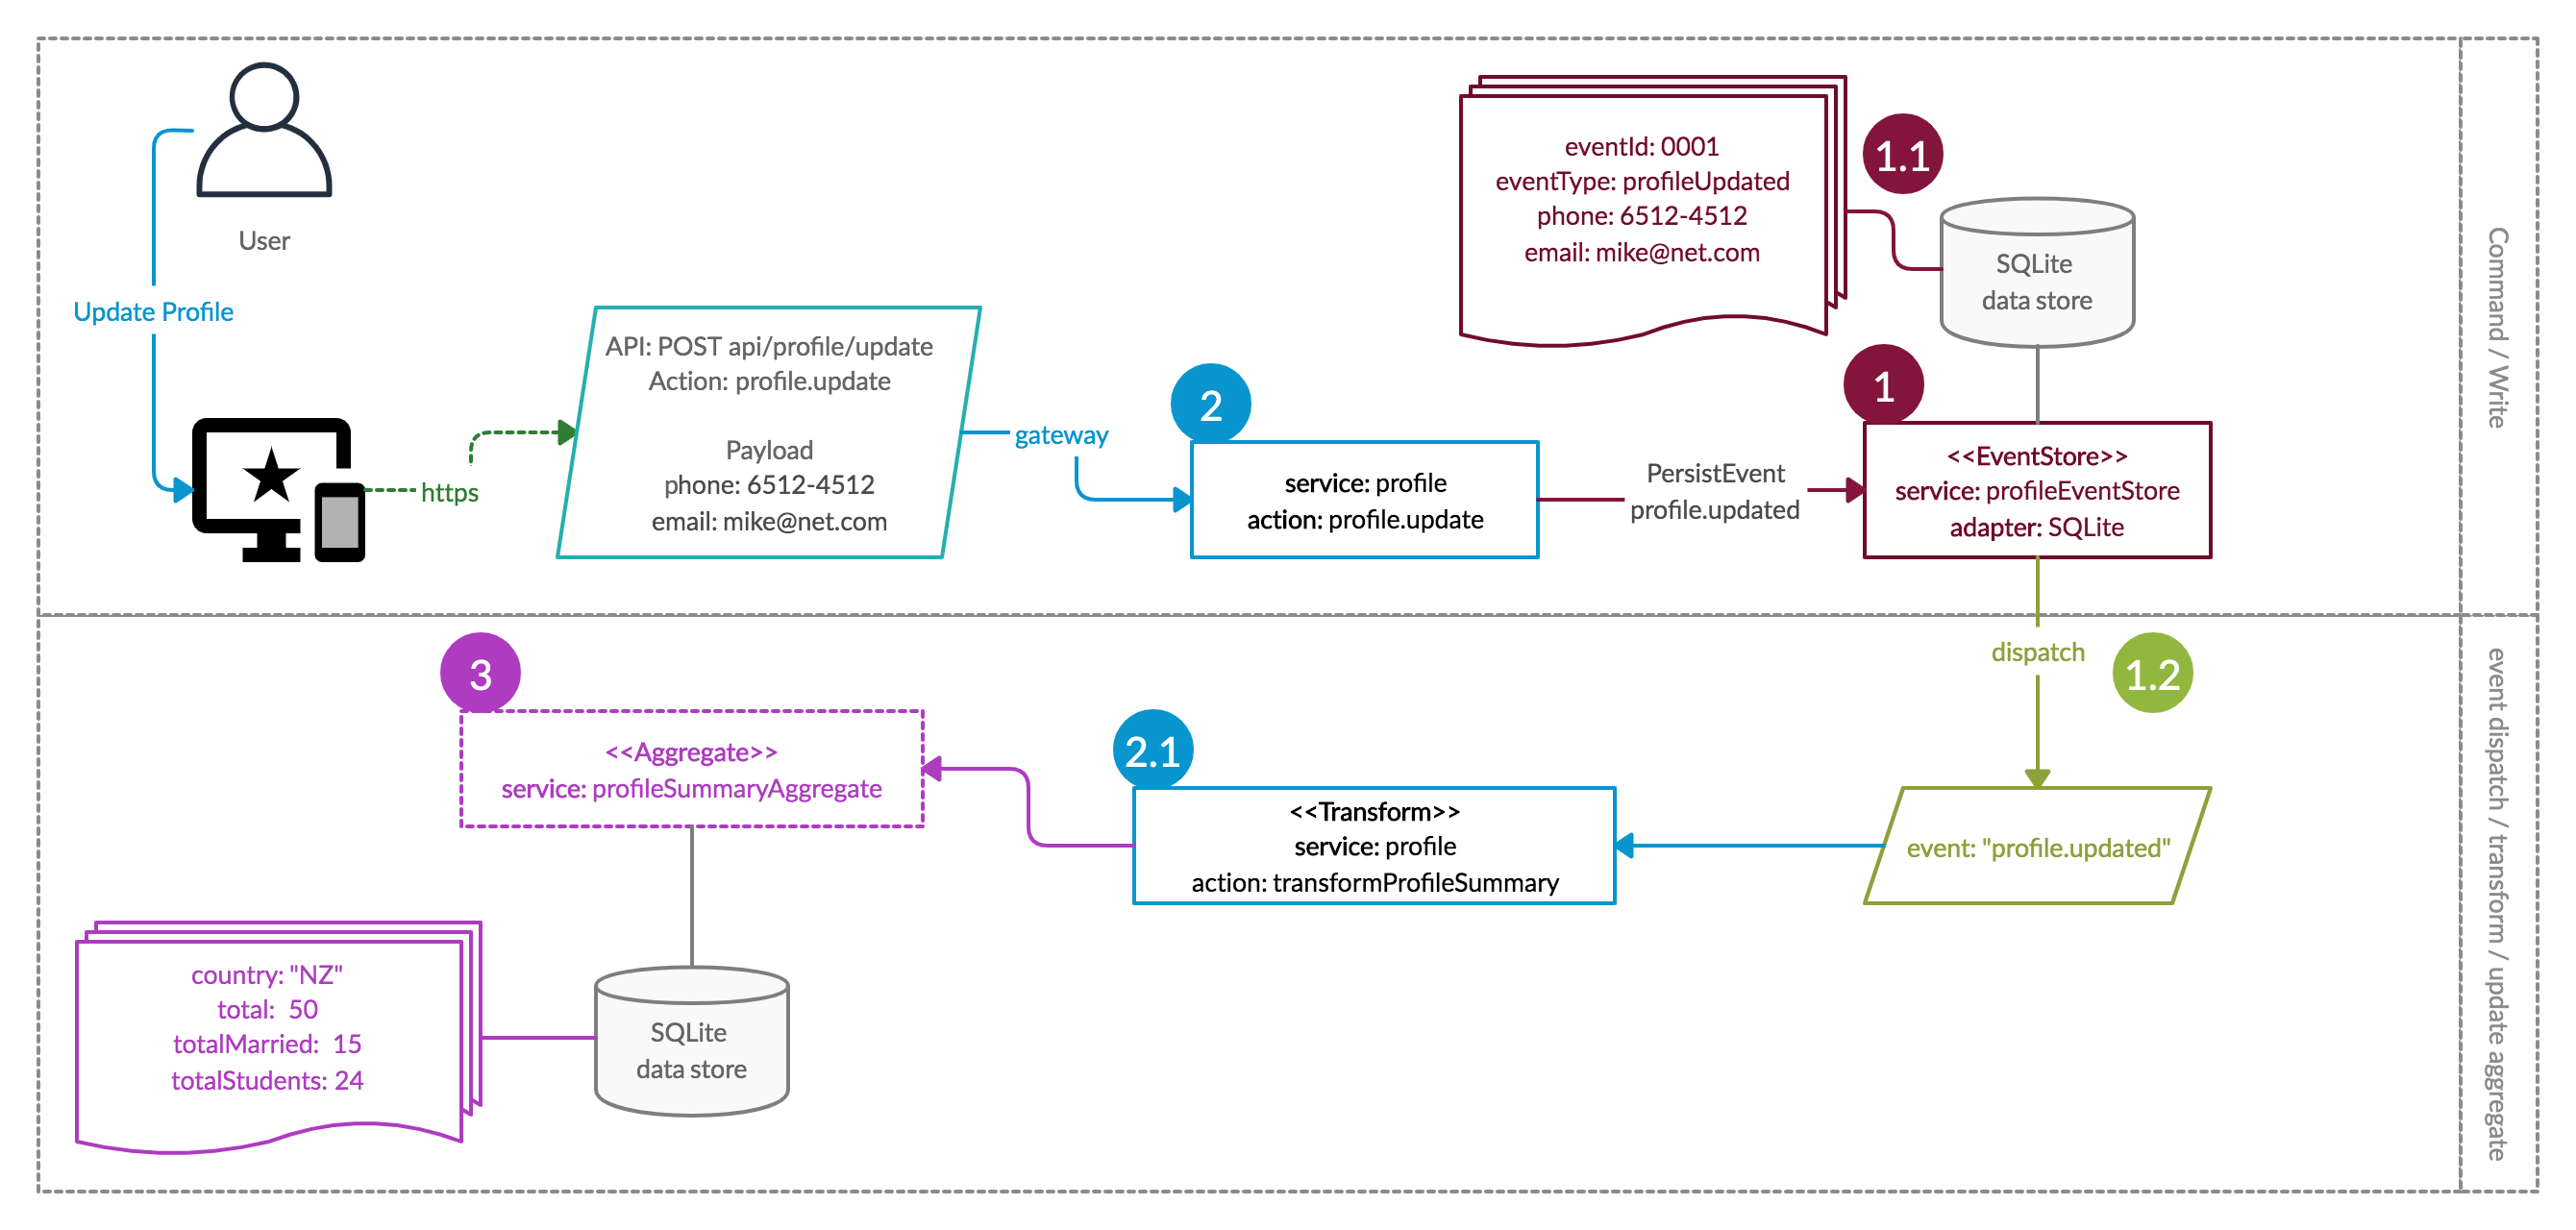 User
Update Profile
https
API: POST api/profile/update
Action: profile.update
Payload
phone: 6512-4512
email: mike@net.com
gateway
2
service: profile
action: profile.update
PersistEvent
profile.updated
eventId: 0001
eventType: profileUpdated
phone: 6512-4512
email: mike@net.com
1.1
SQLite
data store
1
<<EventStore>>
service: profileEventStore
adapter: SQLite
Command / Write
dispatch
1.2
event: "profile.updated"
2.1
<<Transform>>
service: profile
action: transformProfileSummary
3
<<Aggregate>>
service: profileSummaryAggregate
SQLite
data store
country: "NZ"
total: 50
totalMarried: 15
totalStudents: 24
event dispatch / transform / update aggregate